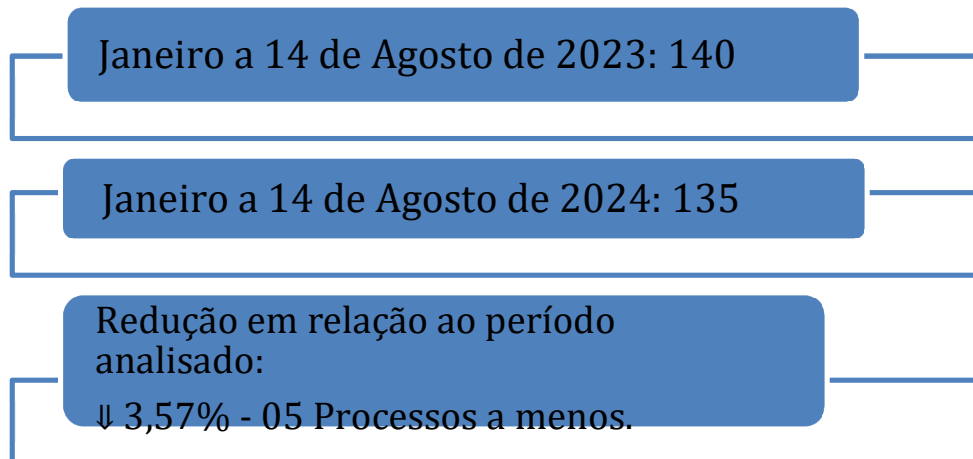 Janeiro a 14 de Agosto de 2023: 140
Janeiro a 14 de Agosto de 2024: 135
Redução em relação ao período
analisado:
⇓ 3,57% - 05 Processos a menos.